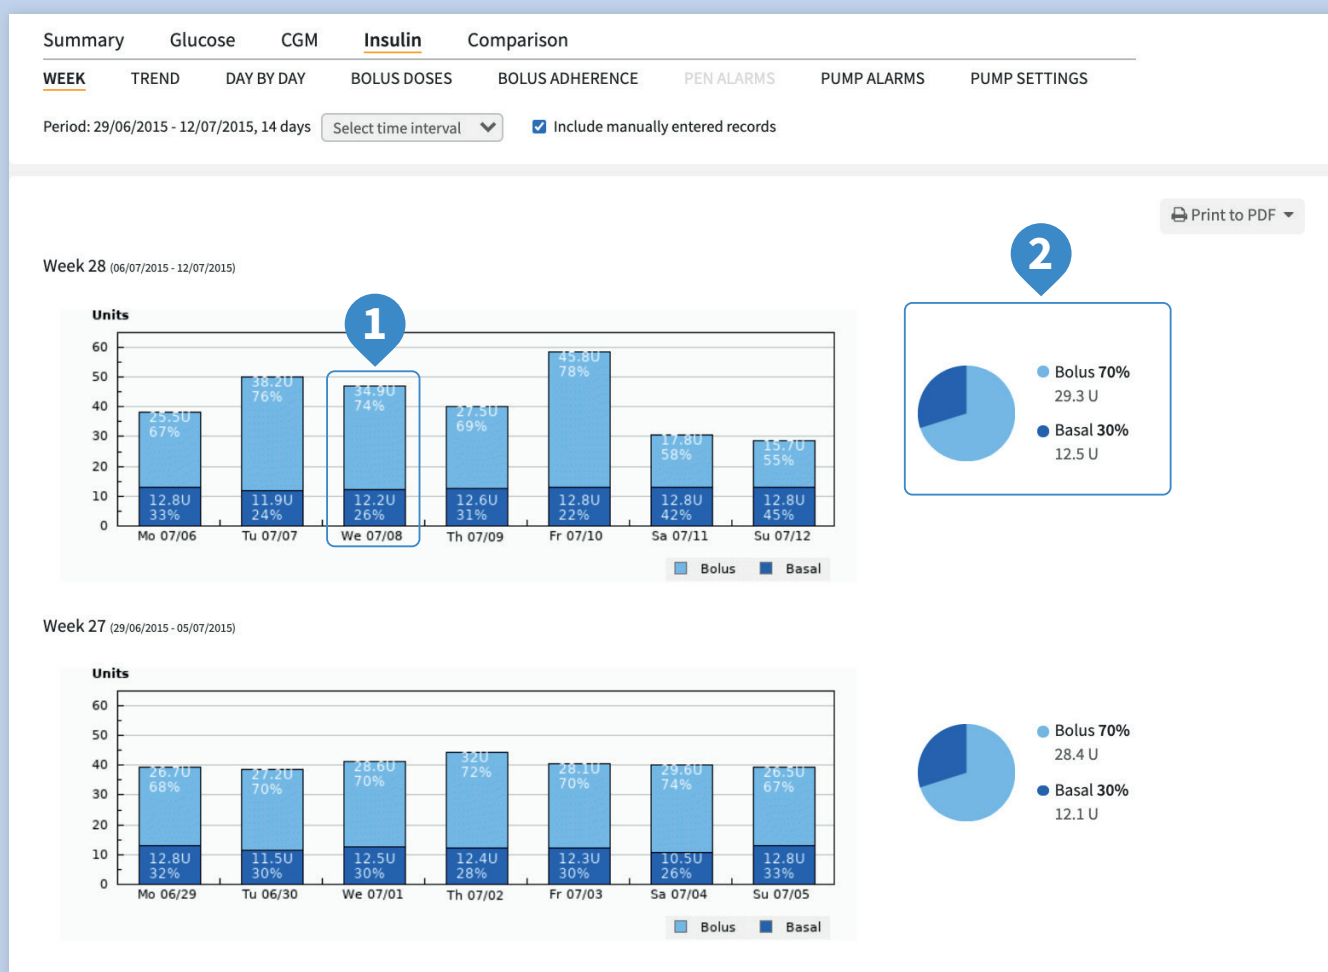 Summary Glucose CGM Insulin Comparison
WEEK TREND DAY BY DAY BOLUS DOSES BOLUS ADHERENCE PEN ALARMS PUMP ALARMS PUMP SETTINGS
Period: 29/06/2015 - 12/07/2015, 14 days Select time interval Include manually entered records
Print to PDF
2
Week 28 (06/07/2015 - 12/07/2015)
Units
1
60
50
40
30
20
10
0
25.5U
67%
12.8U
33%
38.2U
76%
11.9U
24%
34.9U
74%
12.2U
26%
27.5U
69%
12.6U
31%
45.8U
78%
12.8U
22%
17.8U
58%
12.8U
42%
15.7U
55%
12.8U
45%
Mo 07/06 Tu 07/07 We 07/08 Th 07/09 Fr 07/10 Sa 07/11 Su 07/12
Bolus Basal
Bolus 70%
29.3 U
Basal 30%
12.5 U
Week 27 (29/06/2015 - 05/07/2015)
Units
60
50
40
30
20
10
0
26.7U
68%
12.8U
32%
27.2U
70%
11.5U
30%
28.6U
70%
12.5U
30%
32U
72%
12.4U
28%
28.1U
70%
12.3U
30%
29.6U
74%
10.5U
26%
26.5U
67%
12.8U
33%
Mo 06/29 Tu 06/30 We 07/01 Th 07/02 Fr 07/03 Sa 07/04 Su 07/05
Bolus Basal
Bolus 70%
28.4 U
Basal 30%
12.1 U